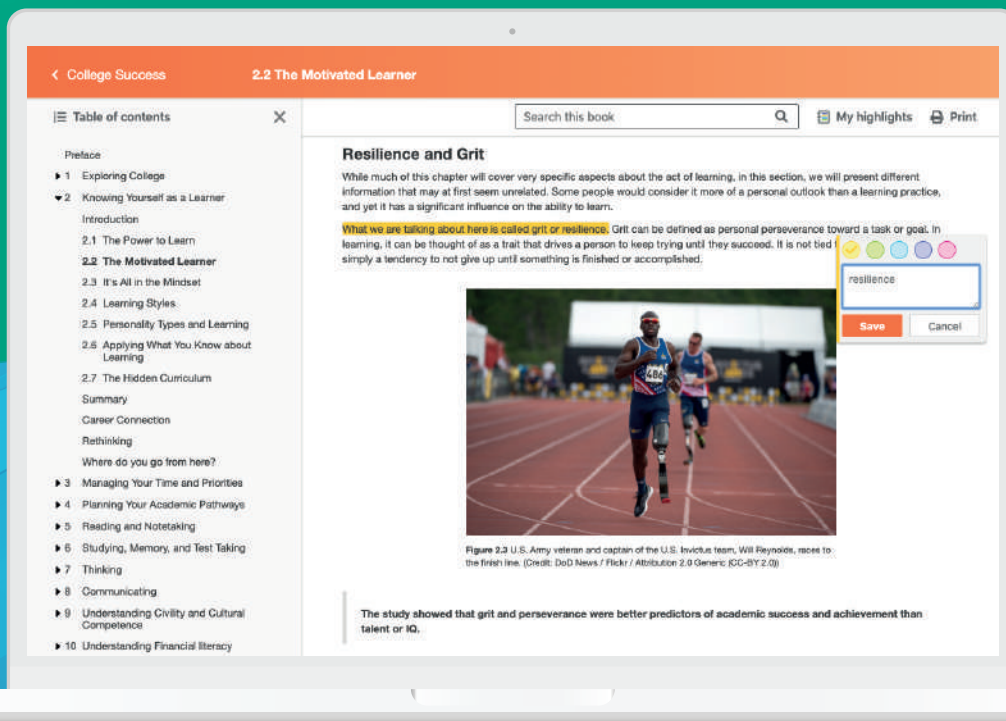 College Success
2.2 The Motivated Learner
Table of contents
Search this book
My highlights
Print
Preface
1 Exploring College
2 Knowing Yourself as a Learner
Introduction
2.1 The Power to Learn
2.2 The Motivated Learner
2.3 It's All in the Mindset
2.4 Learning Styles
2.5 Personality Types and Learning
2.6 Applying What You Know about
Learning
2.7 The Hidden Curriculum
Summary
Career Connection
Rethinking
Where do you go from here?
3 Managing Your Time and Priorities
4 Planning Your Academic Pathways
5 Reading and Notetaking
6 Studying, Memory, and Test Taking
7 Thinking
8 Communicating
9 Understanding Civility and Cultural
Competence
10 Understanding Financial literacy
Resilience and Grit
While much of this chapter will cover very specific aspects about the act of learning, in this section, we will present different
information that may at first seem unrelated. Some people would consider it more of a personal outlook than a learning practice,
and yet it has a significant influence on the ability to learn.
What we are talking about here is called grit or resilience. Grit can be defined as personal perseverance toward a task or goal. In
learning, it can be thought of as a trait that drives a person to keep trying until they succeed. It is not tied
simply a tendency to not give up until something is finished or accomplished.
resilience
Save
Cancel
486
Figure 2.3 U.S. Army veteran and captain of the U.S. Invictus team, Will Reynolds, races to
the finish line. (Credit: DoD News / Flickr / Attribution 2.0 Generic (CC-BY 2.0))
The study showed that grit and perseverance were better predictors of academic success and achievement than
talent or IQ.